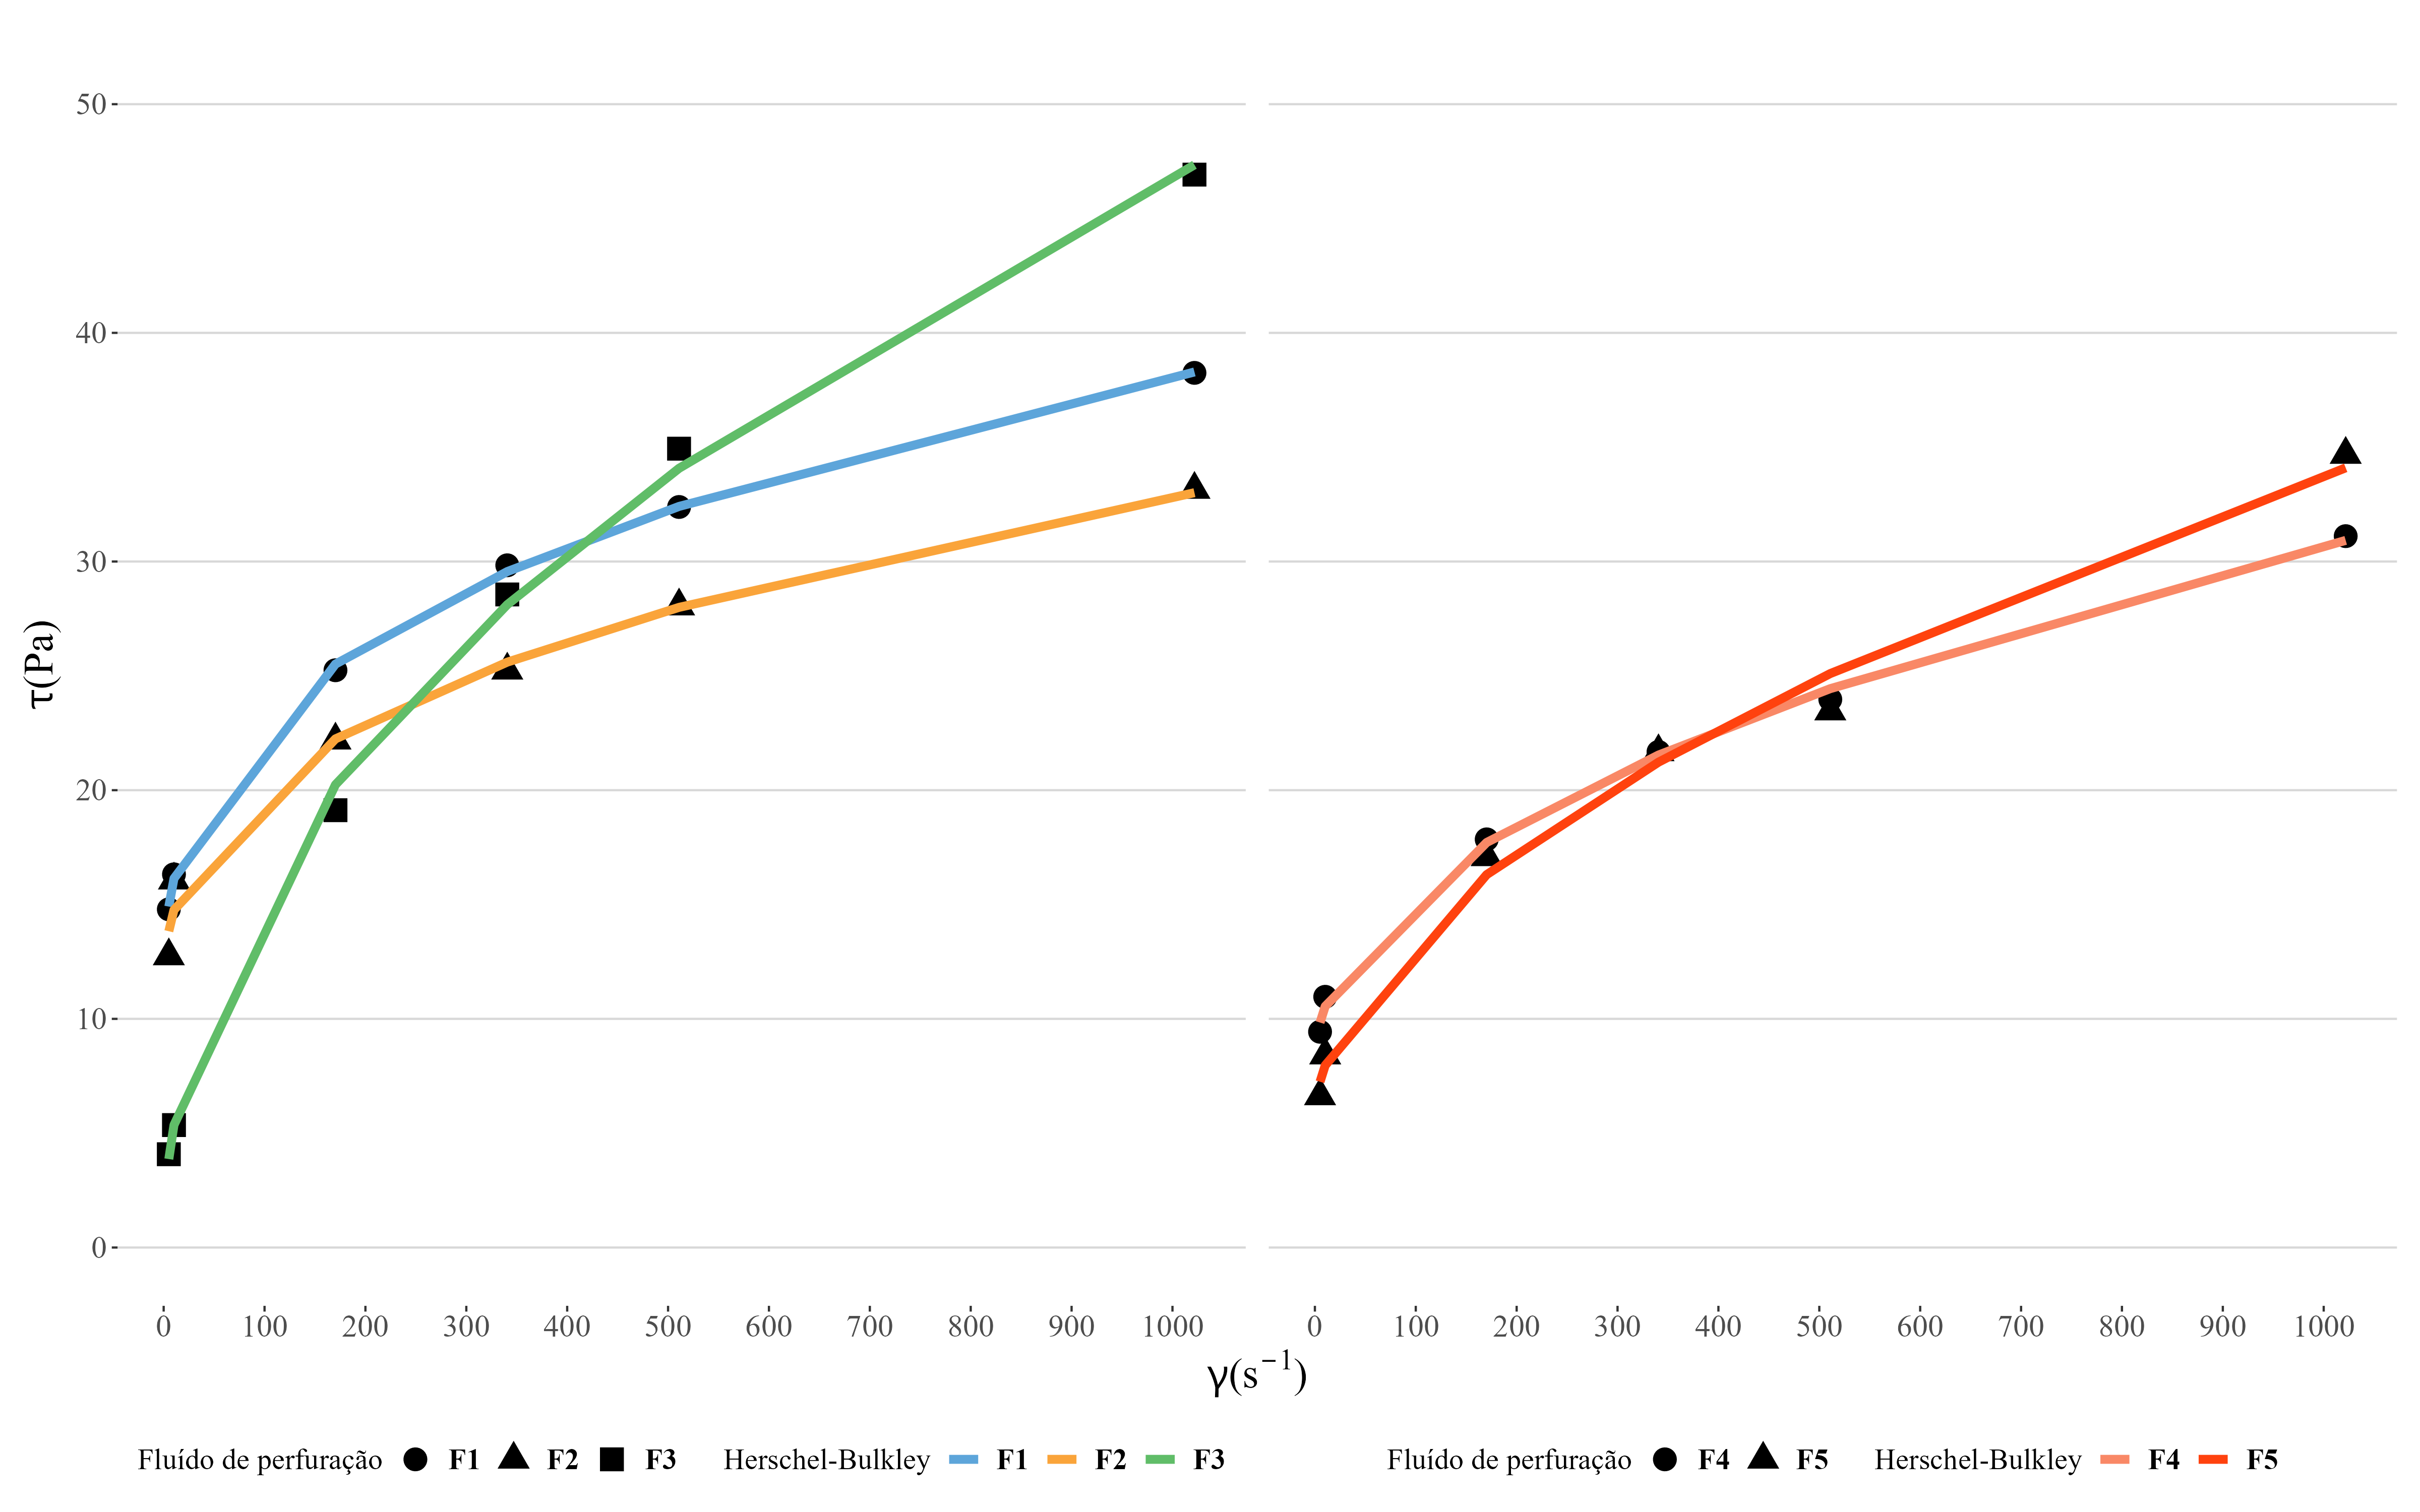 50
40
30
20
10
0
τ(Pa)
0 100 200 300 400 500 600 700 800 900 1000
0 100 200 300 400 500 600 700 800 900 1000
γ(s⁻¹)
Fluído de perfuração F1 F2 F3 Herschel-Bulkley F1 F2 F3
Fluído de perfuração F4 F5 Herschel-Bulkley F4 F5